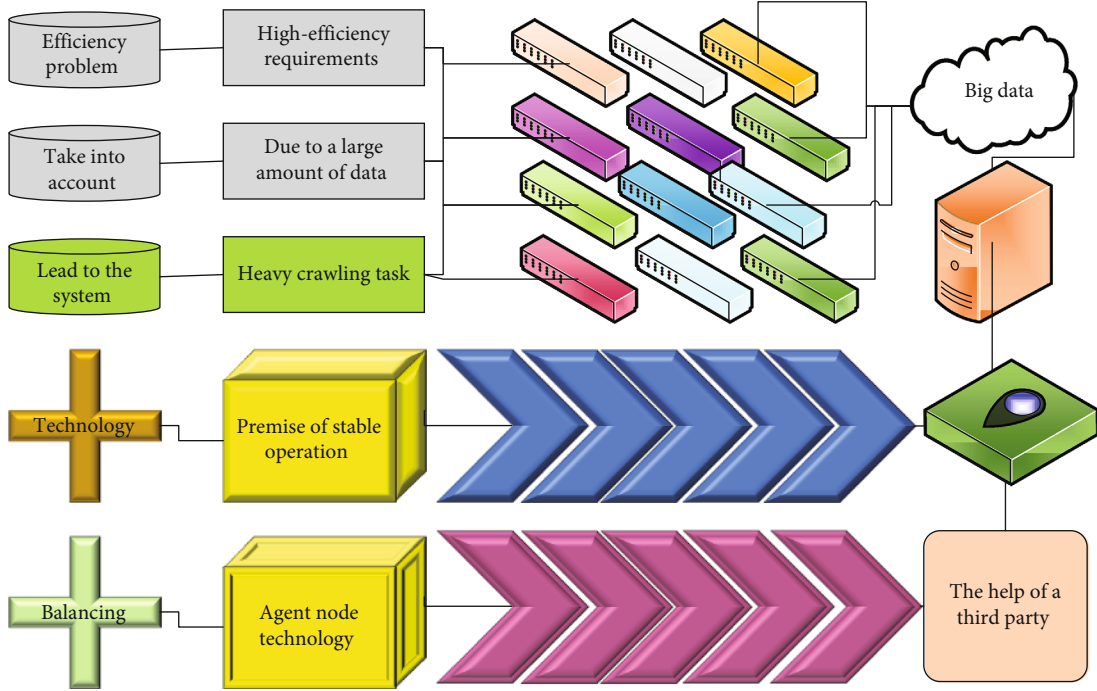 Efficiency
problem
High-efficiency
requirements
Big data
Take into
account
Due to a large
amount of data
Lead to the
system
Heavy crawling task
Technology
Premise of stable
operation
Balancing
Agent node
technology
The help of a
third party